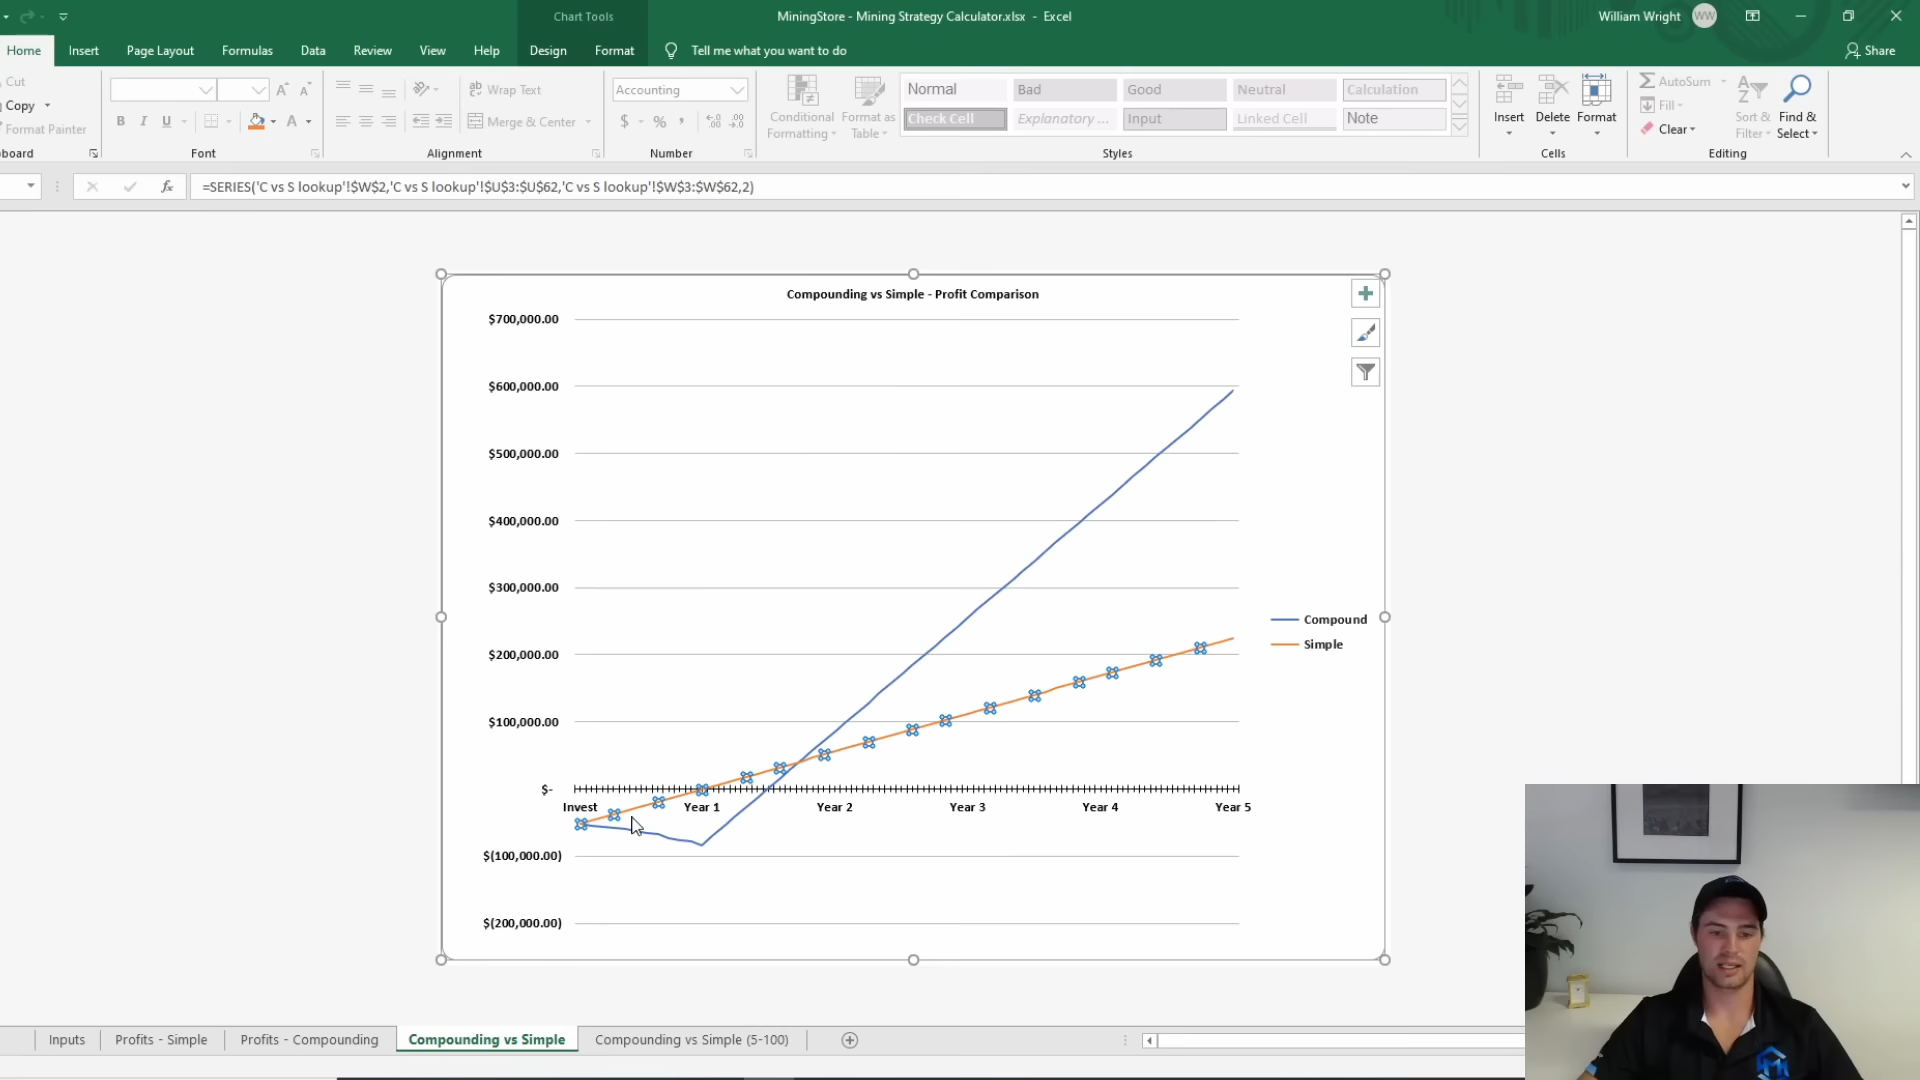 Chart Tools
MiningStore - Mining Strategy Calculator.xlsx - Excel
William Wright WW
Home Insert Page Layout Formulas Data Review View Help Design Format Tell me what you want to do Share
Cut
Copy
Format Painter
board
B I U
A A
A
Font
ab Wrap Text
Merge & Center
Alignment
Accounting
$ % ,
Number
Conditional
Formatting
Format as
Table
Normal Bad Good Neutral Calculation
Check Cell Explanatory ... Input Linked Cell Note
Styles
Insert Delete Format
Cells
AutoSum
Fill
Clear
Sort &
Filter
Find &
Select
Editing
fx =SERIES('C vs S lookup'!$W$2,'C vs S lookup'!$U$3:$U$62,'C vs S lookup'!$W$3:$W$62,2)
Compounding vs Simple - Profit Comparison
$700,000.00
$600,000.00
$500,000.00
$400,000.00
$300,000.00
$200,000.00
$100,000.00
$-
$(100,000.00)
$(200,000.00)
Invest Year 1 Year 2 Year 3 Year 4 Year 5
Compound
Simple
Inputs Profits - Simple Profits - Compounding Compounding vs Simple Compounding vs Simple (5-100)